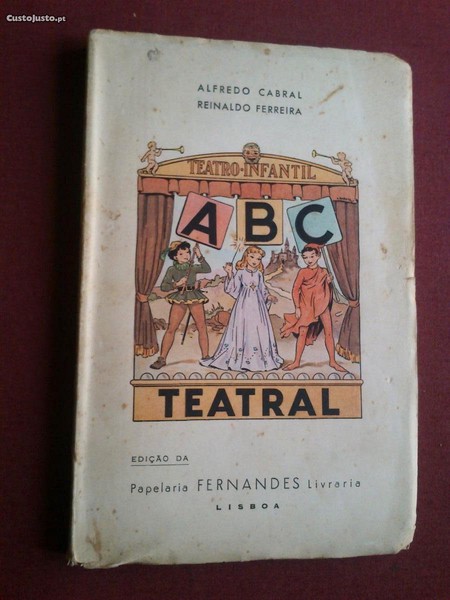 CustoJusto.pt
ALFREDO CABRAL
REINALDO FERREIRA
TEATRO-INFANTIL
A B C
TEATRAL
EDIÇÃO DA
Papelaria FERNANDES Livraria
LISBOA